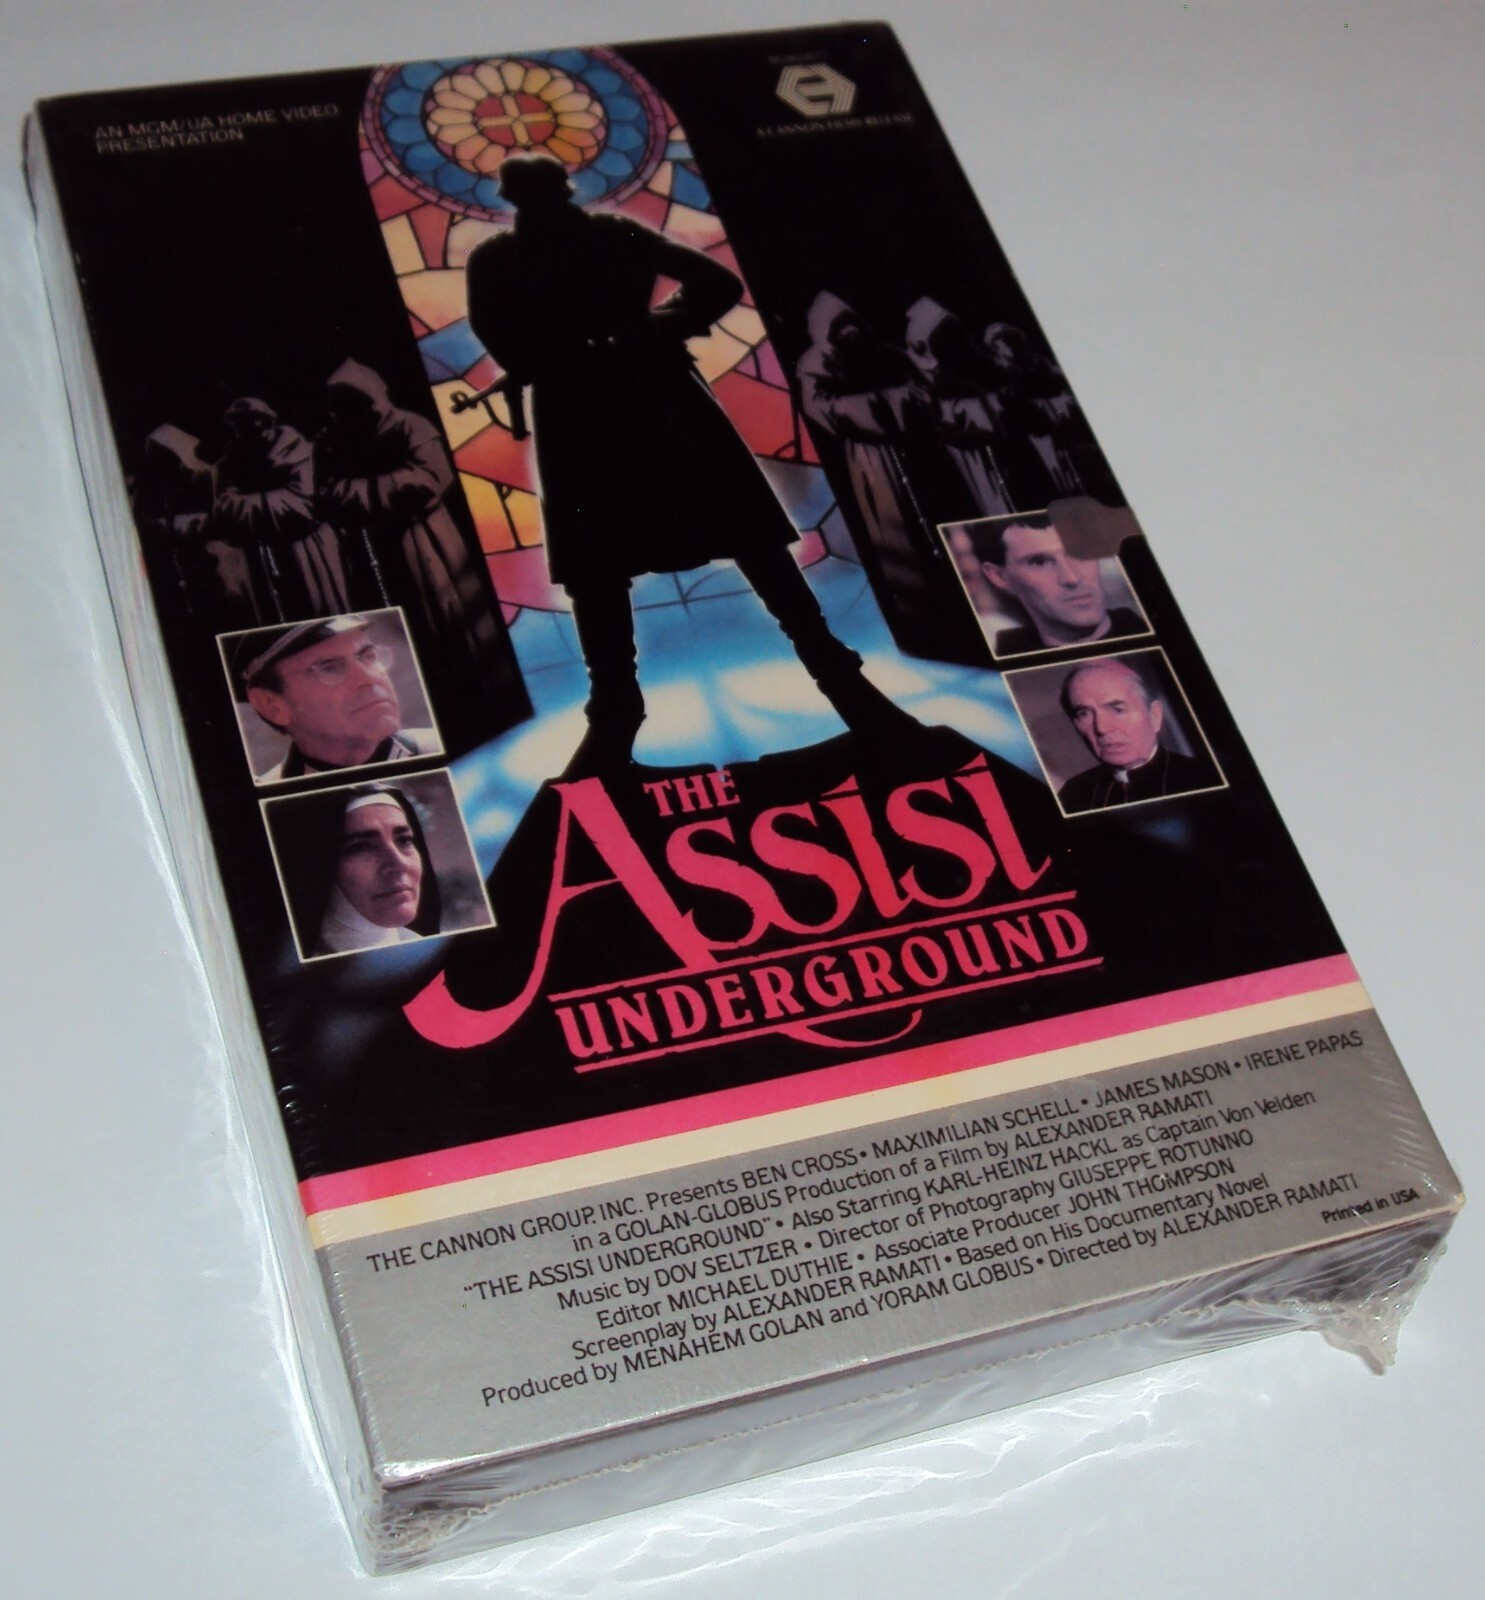 AN MGM/UA HOME VIDEO
PRESENTATION
A CANNON FILMS RELEASE
THE
ASSISI
UNDERGROUND
THE CANNON GROUP, INC. Presents BEN CROSS • MAXIMILIAN SCHELL • JAMES MASON • IRENE PAPAS
in a GOLAN-GLOBUS Production of a Film by ALEXANDER RAMATI
"THE ASSISI UNDERGROUND" • Also Starring KARL-HEINZ HACKL as Captain Von Velden
Music by DOV SELTZER • Director of Photography GIUSEPPE ROTUNNO
Editor MICHAEL DUTHIE • Associate Producer JOHN THOMPSON
Screenplay by ALEXANDER RAMATI • Based on His Documentary Novel
Produced by MENAHEM GOLAN and YORAM GLOBUS • Directed by ALEXANDER RAMATI
Printed in USA